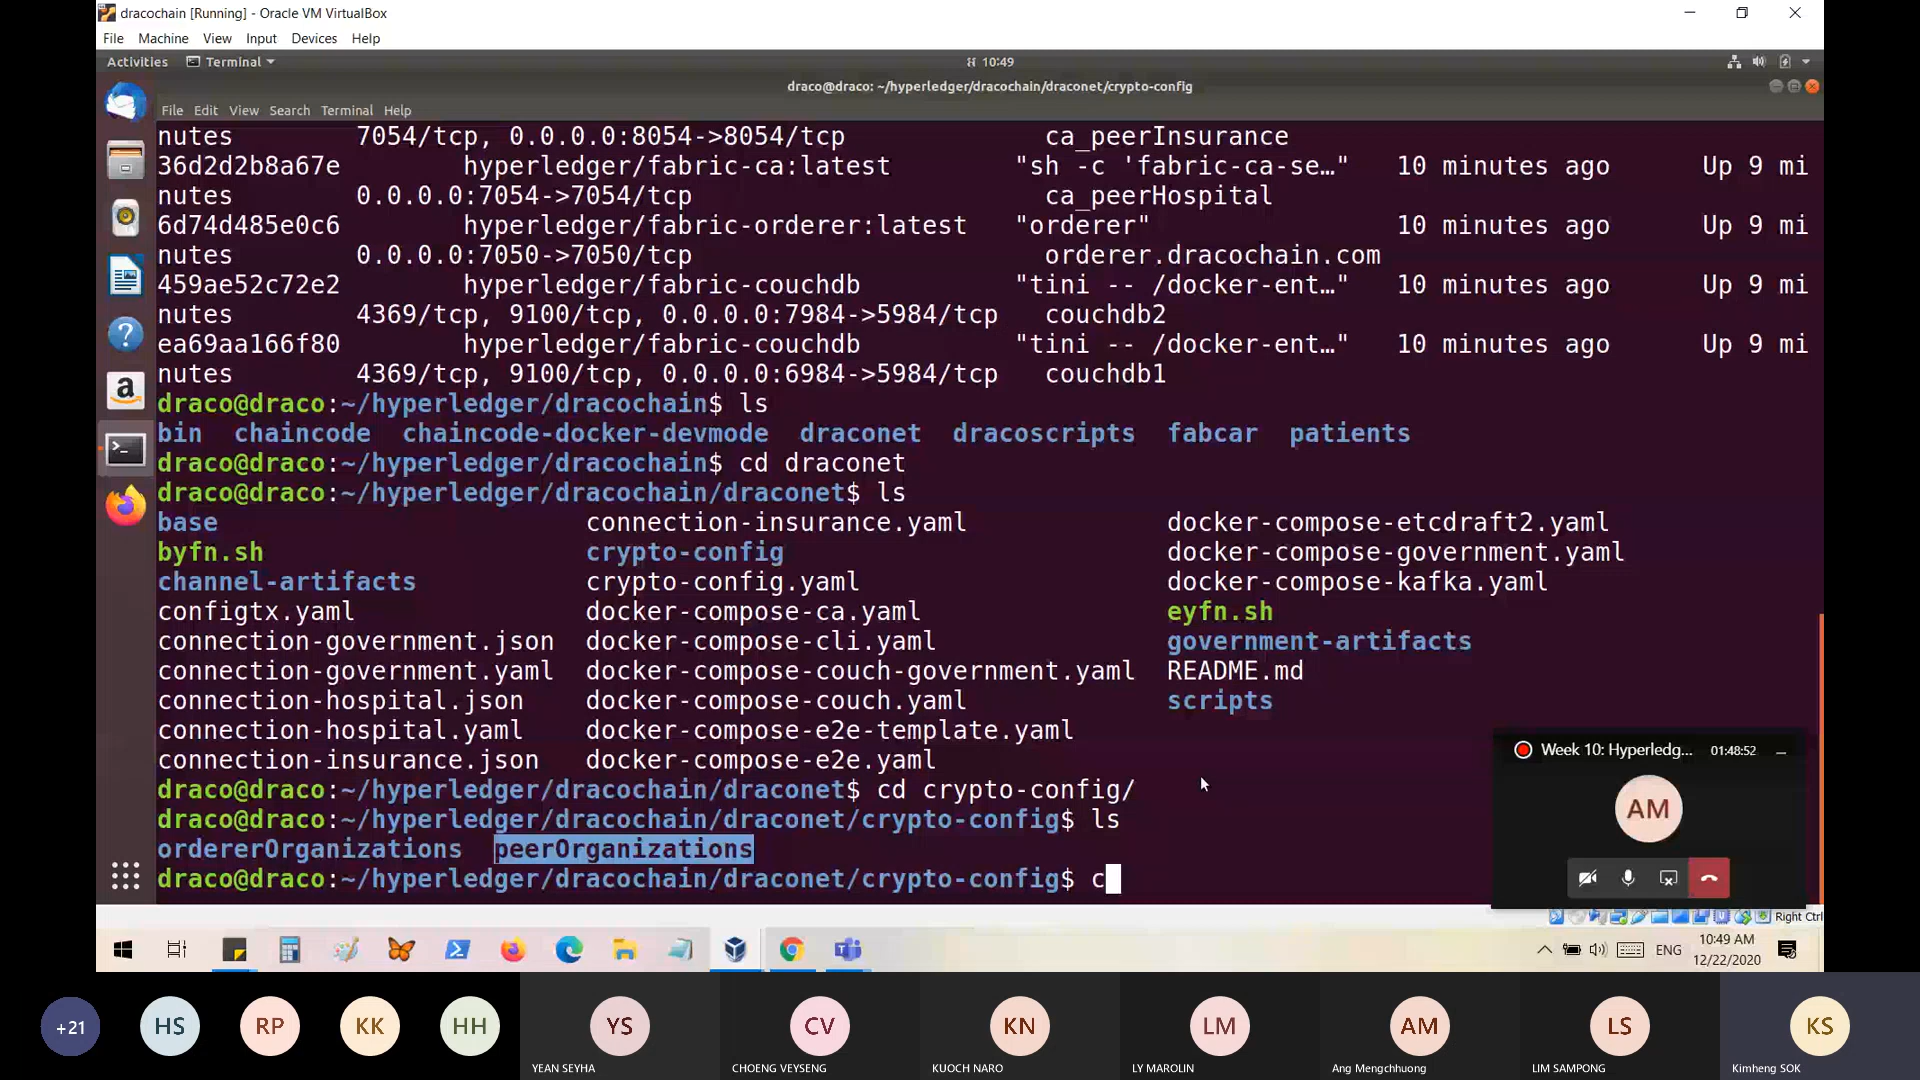 dracochain [Running] - Oracle VM VirtualBox
File Machine View Input Devices Help
Activities Terminal 10:49
draco@draco: ~/hyperledger/dracochain/draconet/crypto-config
File Edit View Search Terminal Help
nutes 7054/tcp, 0.0.0.0:8054->8054/tcp ca_peerInsurance
36d2d2b8a67e hyperledger/fabric-ca:latest "sh -c 'fabric-ca-se…" 10 minutes ago Up 9 mi
nutes 0.0.0.0:7054->7054/tcp ca_peerHospital
6d74d485e0c6 hyperledger/fabric-orderer:latest "orderer" 10 minutes ago Up 9 mi
nutes 0.0.0.0:7050->7050/tcp orderer.dracochain.com
459ae52c72e2 hyperledger/fabric-couchdb "tini -- /docker-ent…" 10 minutes ago Up 9 mi
nutes 4369/tcp, 9100/tcp, 0.0.0.0:7984->5984/tcp couchdb2
ea69aa166f80 hyperledger/fabric-couchdb "tini -- /docker-ent…" 10 minutes ago Up 9 mi
nutes 4369/tcp, 9100/tcp, 0.0.0.0:6984->5984/tcp couchdb1
draco@draco:~/hyperledger/dracochain$ ls
bin chaincode chaincode-docker-devmode draconet dracoscripts fabcar patients
draco@draco:~/hyperledger/dracochain$ cd draconet
draco@draco:~/hyperledger/dracochain/draconet$ ls
base connection-insurance.yaml docker-compose-etcdraft2.yaml
byfn.sh crypto-config docker-compose-government.yaml
channel-artifacts crypto-config.yaml docker-compose-kafka.yaml
configtx.yaml docker-compose-ca.yaml eyfn.sh
connection-government.json docker-compose-cli.yaml government-artifacts
connection-government.yaml docker-compose-couch-government.yaml README.md
connection-hospital.json docker-compose-couch.yaml scripts
connection-hospital.yaml docker-compose-e2e-template.yaml
connection-insurance.json docker-compose-e2e.yaml
draco@draco:~/hyperledger/dracochain/draconet$ cd crypto-config/
draco@draco:~/hyperledger/dracochain/draconet/crypto-config$ ls
ordererOrganizations peerOrganizations
draco@draco:~/hyperledger/dracochain/draconet/crypto-config$ c
Week 10: Hyperledg... 01:48:52
AM
Right Ctrl
ENG 10:49 AM
12/22/2020
+21 HS RP KK HH YS CV KN LM AM LS KS
YEAN SEYHA CHOENG VEYSENG KUOCH NARO LY MAROLIN Ang Mengchhuong LIM SAMPONG Kimheng SOK